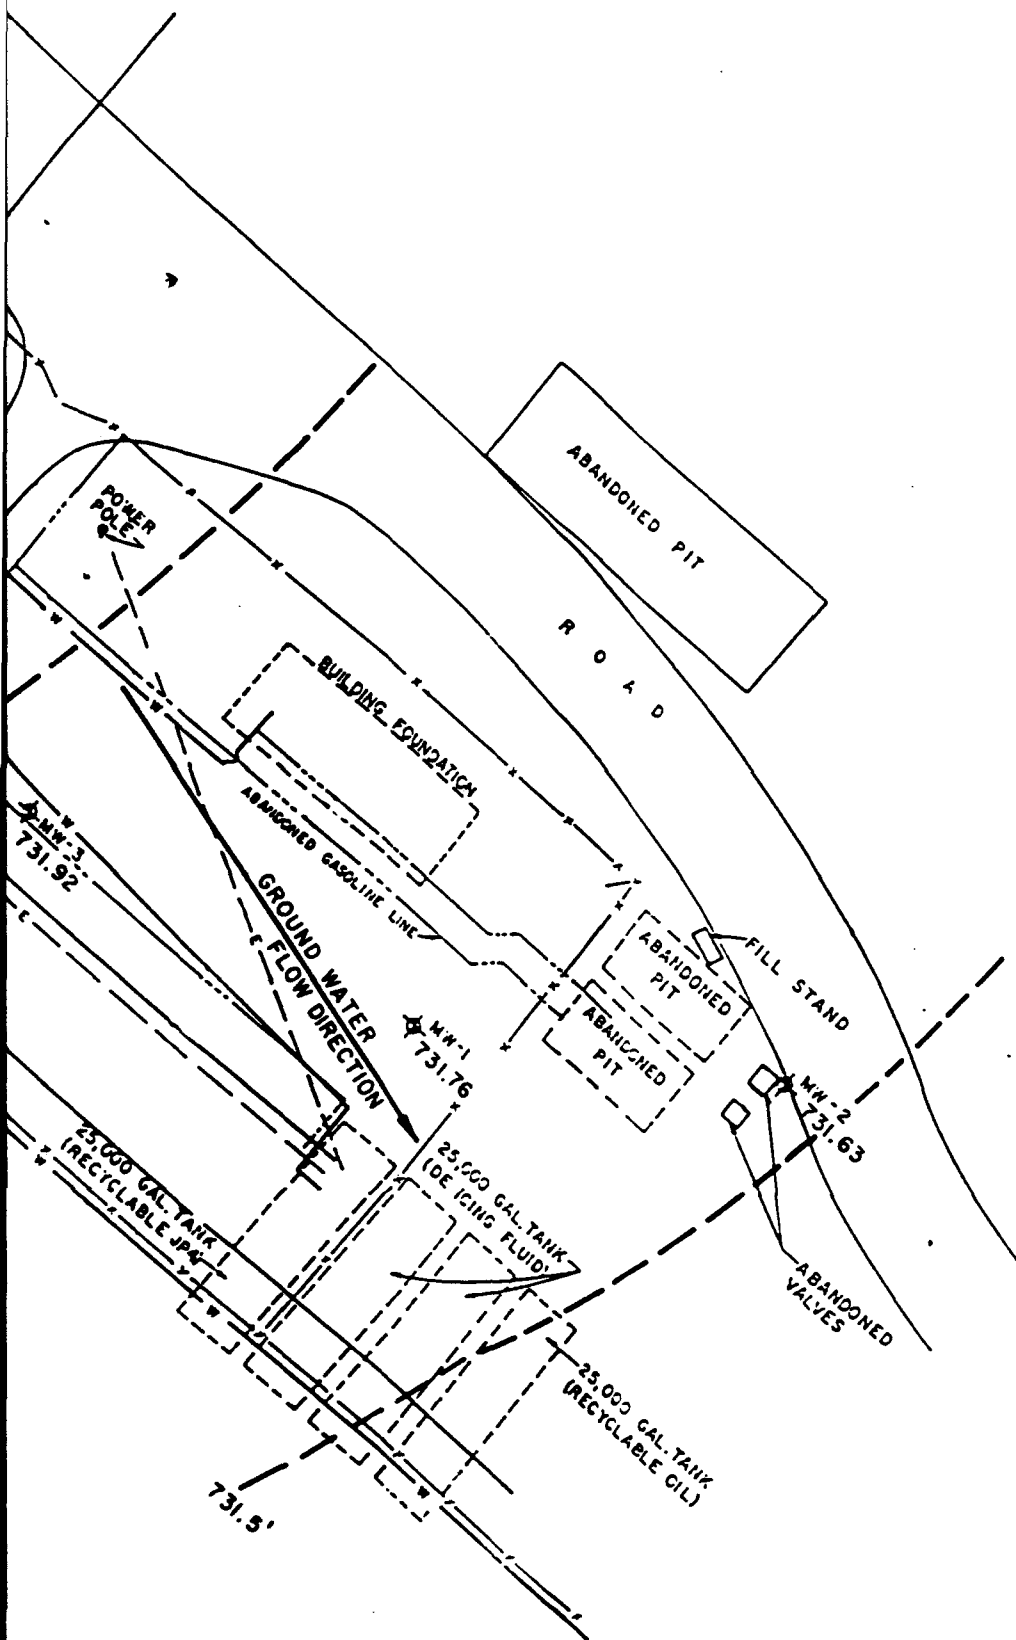 ABANDONED PIT
POWER
POLE
R O A D
BUILDING FOUNDATION
ABANDONED GASOLINE LINE
MW-3
731.92
GROUND WATER
FLOW DIRECTION
MW-1
731.76
ABANDONED
PIT
FILL STAND
ABANDONED
PIT
MW-2
731.63
25,000 GAL. TANK
(RECYCLABLE JP4)
25,000 GAL. TANK
(DE ICING FLUID)
ABANDONED
VALVES
25,000 GAL. TANK
(RECYCLABLE OIL)
731.5'
W
W
W
W
W
W
W
E
E